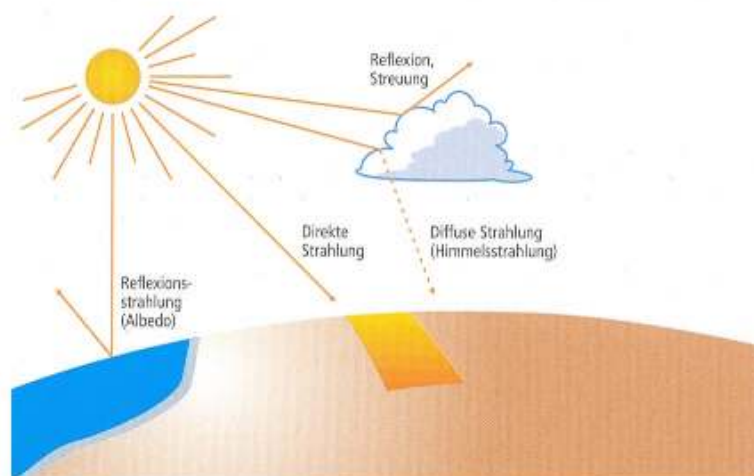 Reflexion,
Streuung
Direkte
Strahlung
Diffuse Strahlung
(Himmelsstrahlung)
Reflexions-
strahlung
(Albedo)